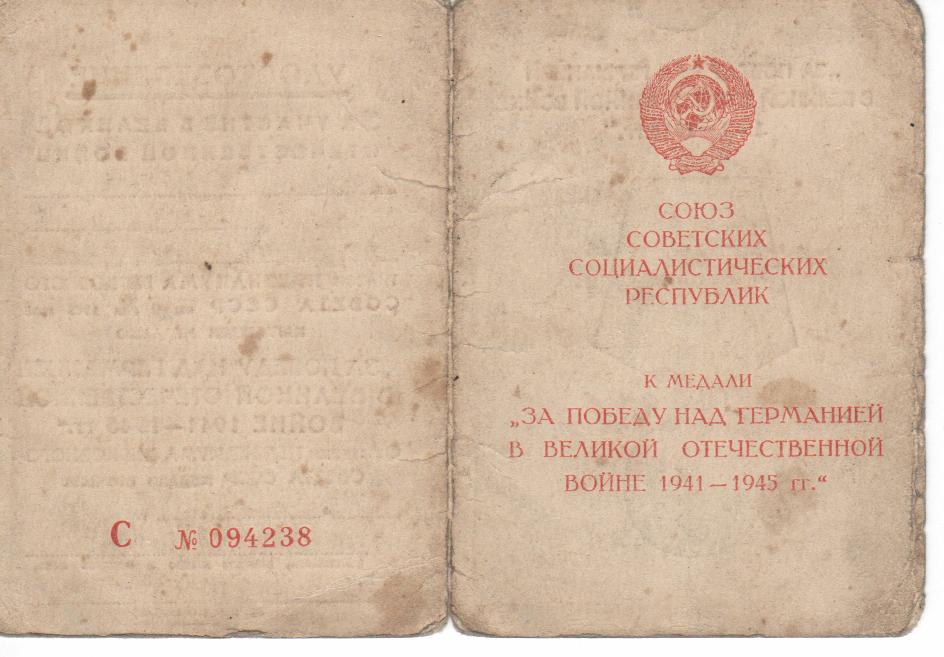 С № 094238
СОЮЗ
СОВЕТСКИХ
СОЦИАЛИСТИЧЕСКИХ
РЕСПУБЛИК
К МЕДАЛИ
„ЗА ПОБЕДУ НАД ГЕРМАНИЕЙ
В ВЕЛИКОЙ ОТЕЧЕСТВЕННОЙ
ВОЙНЕ 1941—1945 гг.“